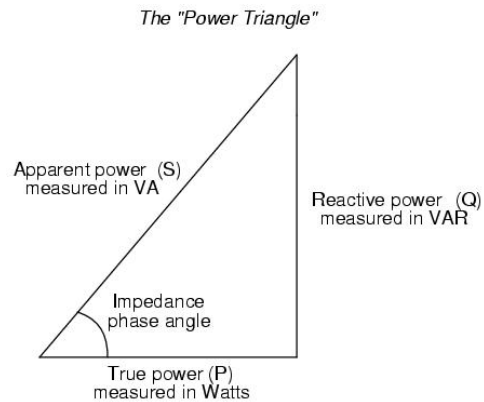 The "Power Triangle"
Apparent power (S)
measured in VA
Reactive power (Q)
measured in VAR
Impedance
phase angle
True power (P)
measured in Watts